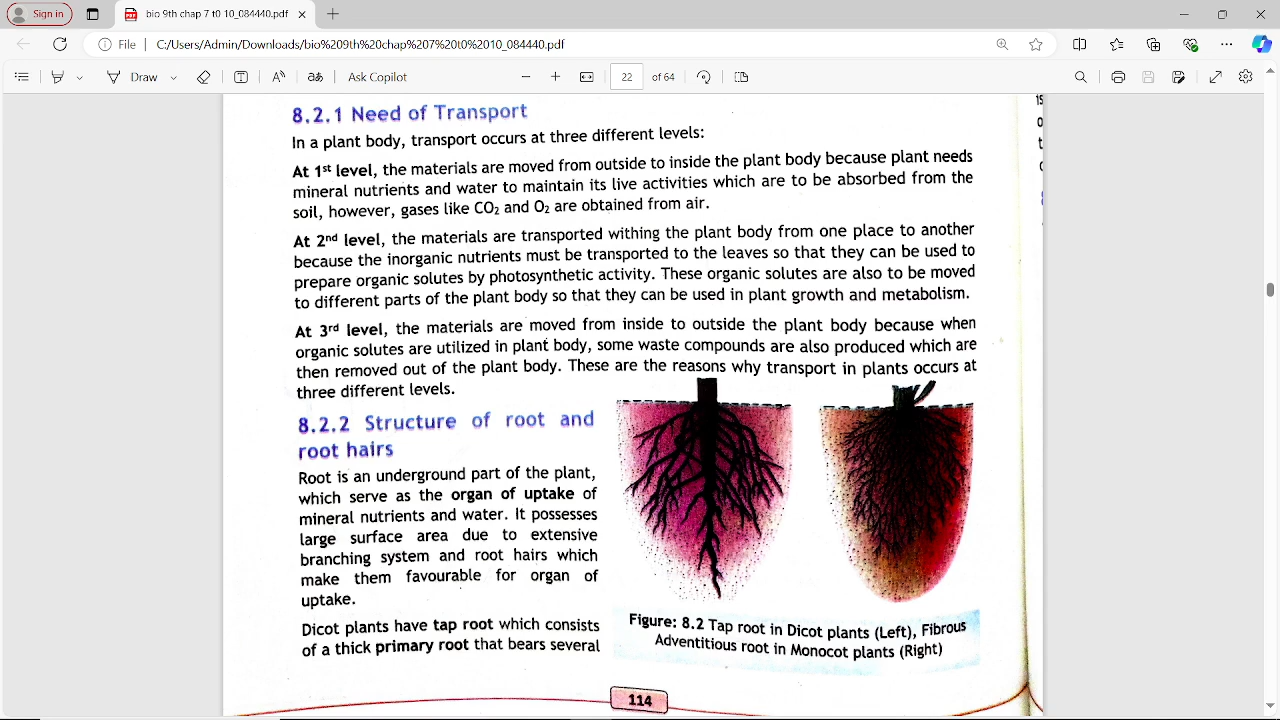 Sign in
bio 9th chap 7 t0 10_084440.pdf
File
C:/Users/Admin/Downloads/bio%209th%20chap%207%20t0%2010_084440.pdf
Draw
Ask Copilot
22
of 64
8.2.1 Need of Transport
In a plant body, transport occurs at three different levels:
At 1st level, the materials are moved from outside to inside the plant body because plant needs
mineral nutrients and water to maintain its live activities which are to be absorbed from the
soil, however, gases like CO₂ and O₂ are obtained from air.
At 2nd level, the materials are transported withing the plant body from one place to another
because the inorganic nutrients must be transported to the leaves so that they can be used to
prepare organic solutes by photosynthetic activity. These organic solutes are also to be moved
to different parts of the plant body so that they can be used in plant growth and metabolism.
At 3rd level, the materials are moved from inside to outside the plant body because when
organic solutes are utilized in plant body, some waste compounds are also produced which are
then removed out of the plant body. These are the reasons why transport in plants occurs at
three different levels.
8.2.2 Structure of root and
root hairs
Root is an underground part of the plant,
which serve as the organ of uptake of
mineral nutrients and water. It possesses
large surface area due to extensive
branching system and root hairs which
make them favourable for organ of
uptake.
Dicot plants have tap root which consists
of a thick primary root that bears several
Figure: 8.2 Tap root in Dicot plants (Left), Fibrous
Adventitious root in Monocot plants (Right)
114